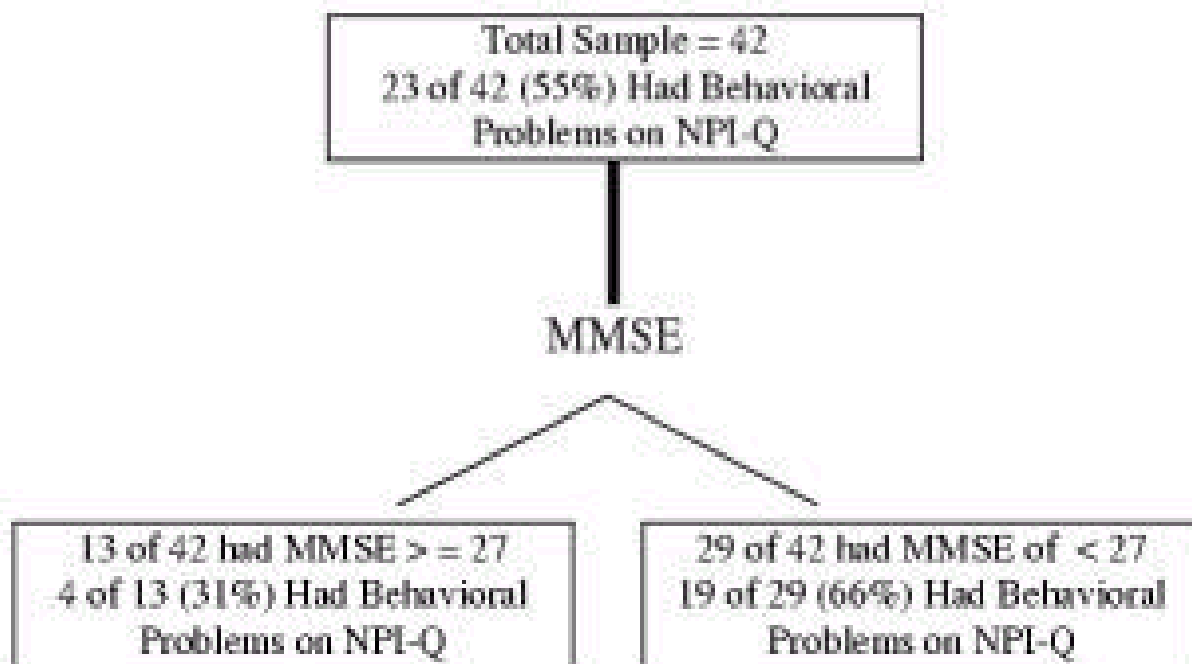 Total Sample = 42
23 of 42 (55%) Had Behavioral
Problems on NPI-Q
MMSE
13 of 42 had MMSE > = 27
4 of 13 (31%) Had Behavioral
Problems on NPI-Q
29 of 42 had MMSE of < 27
19 of 29 (66%) Had Behavioral
Problems on NPI-Q